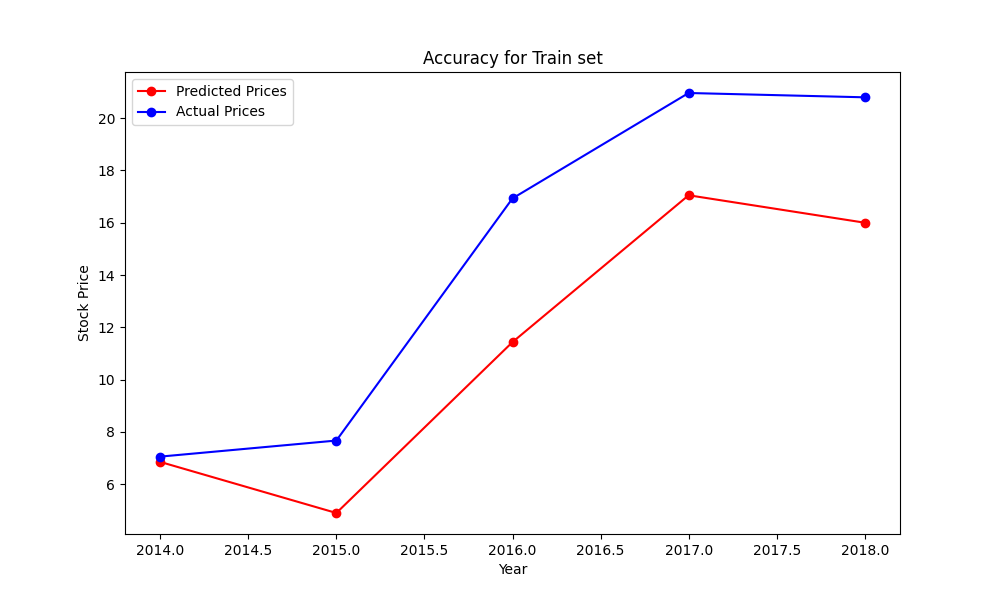 Accuracy for Train set
Predicted Prices
Actual Prices
20
18
16
14
12
10
8
6
Stock Price
2014.0 2014.5 2015.0 2015.5 2016.0 2016.5 2017.0 2017.5 2018.0
Year